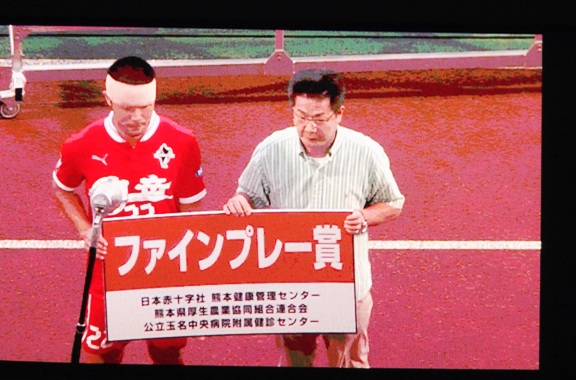 ファインプレー賞
日本赤十字社 熊本健康管理センター
熊本県厚生農業協同組合連合会
公立玉名中央病院附属健診センター
22